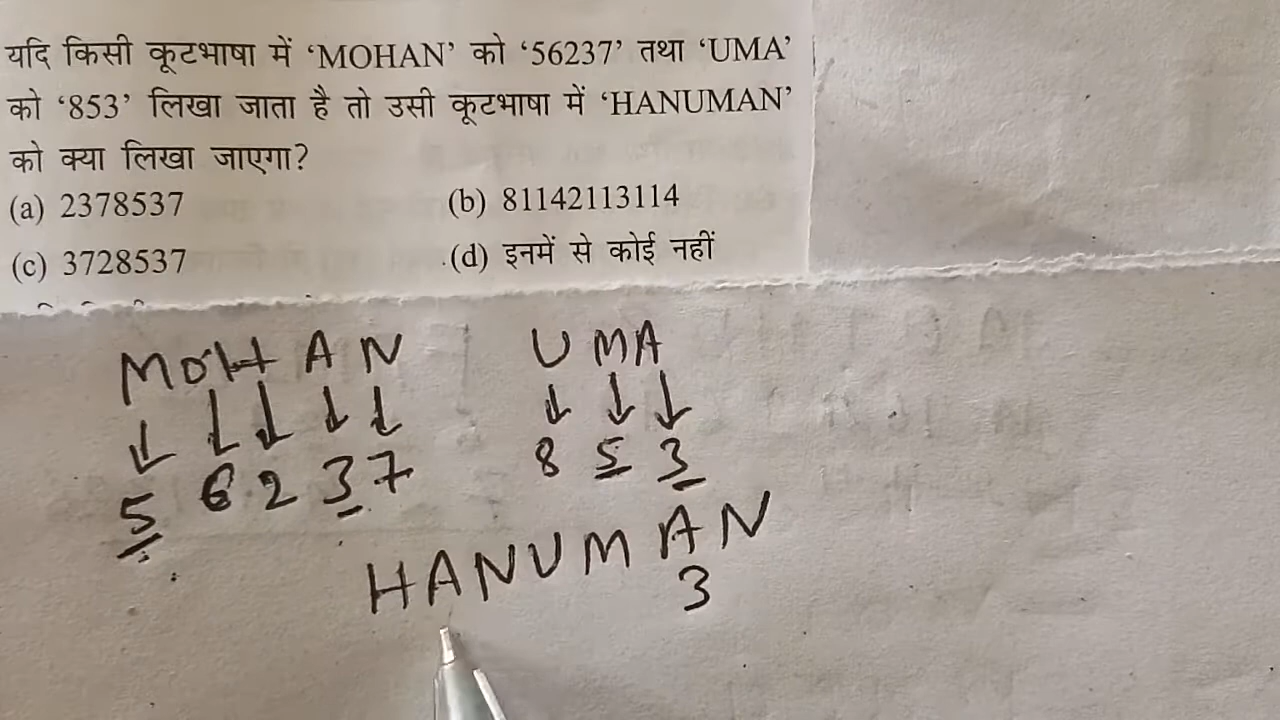 यदि किसी कूटभाषा में ‘MOHAN’ को ‘56237’ तथा ‘UMA’
को ‘853’ लिखा जाता है तो उसी कूटभाषा में ‘HANUMAN’
को क्या लिखा जाएगा?
(a) 2378537 (b) 81142113114
(c) 3728537 (d) इनमें से कोई नहीं
MOHAN UMA
5 6 2 3 7 8 5 3
HANUMAN
3